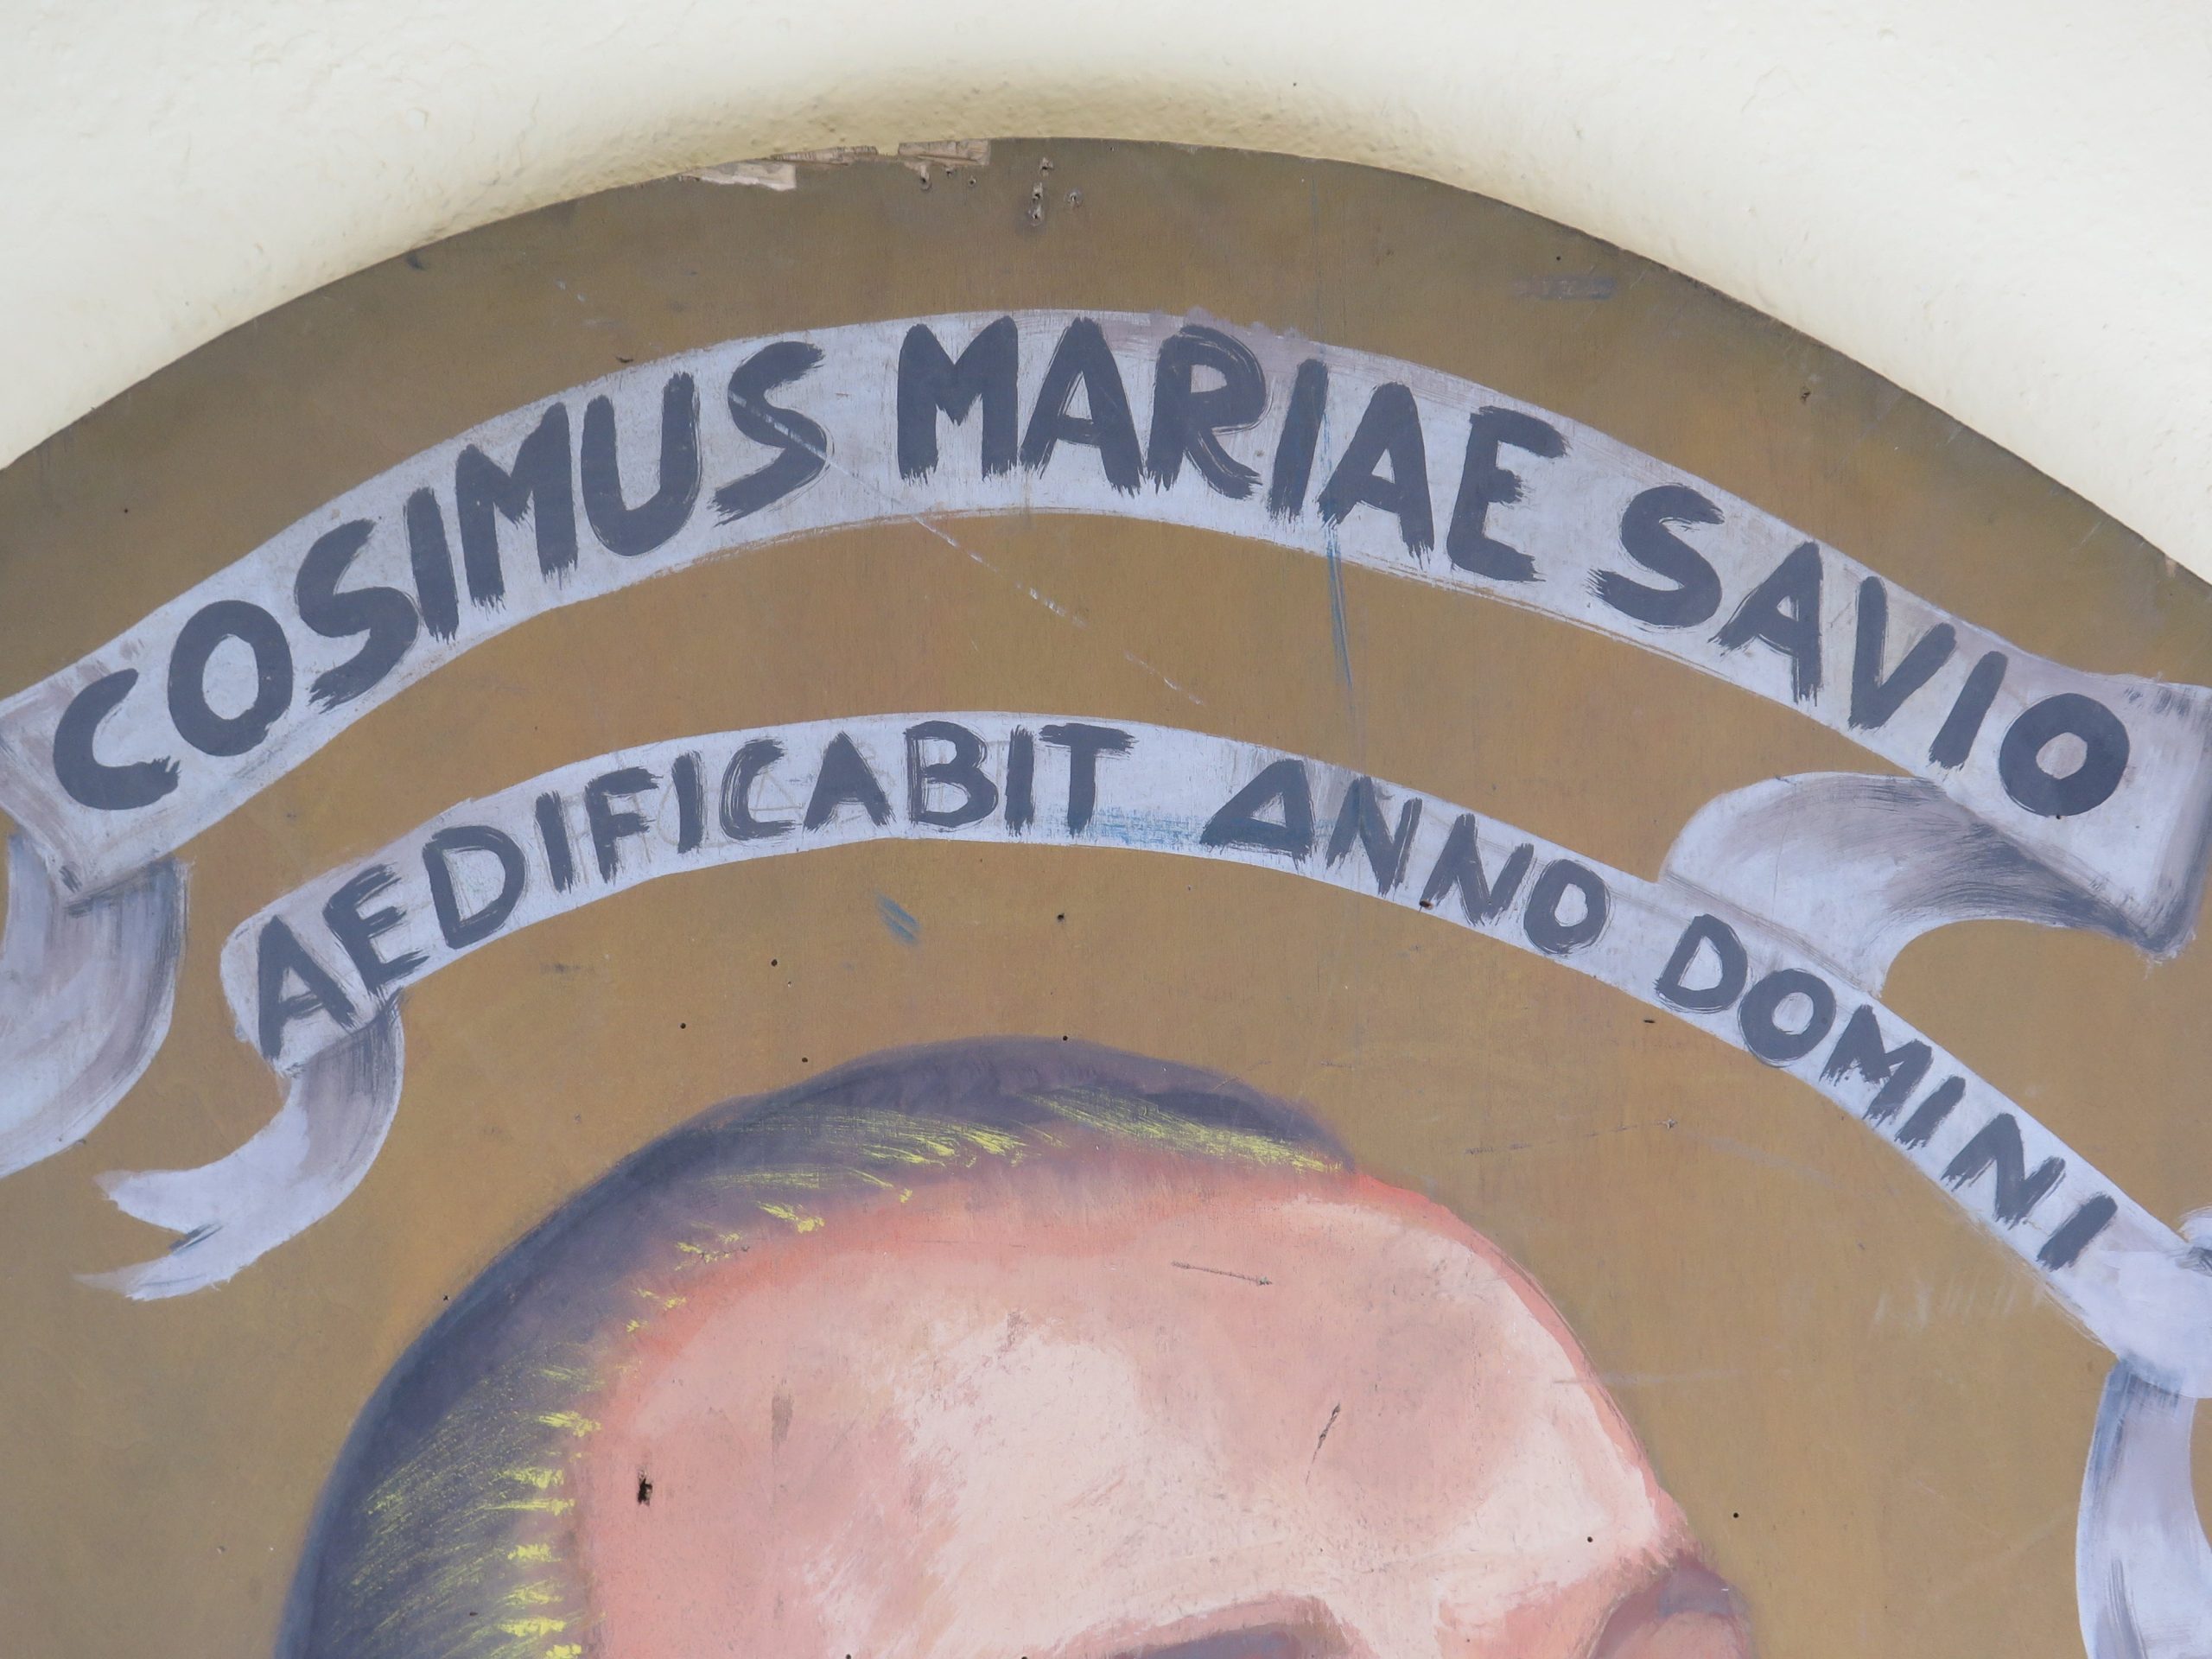 COSIMUS MARIAE SAVIO
AEDIFICABIT ANNO DOMINI